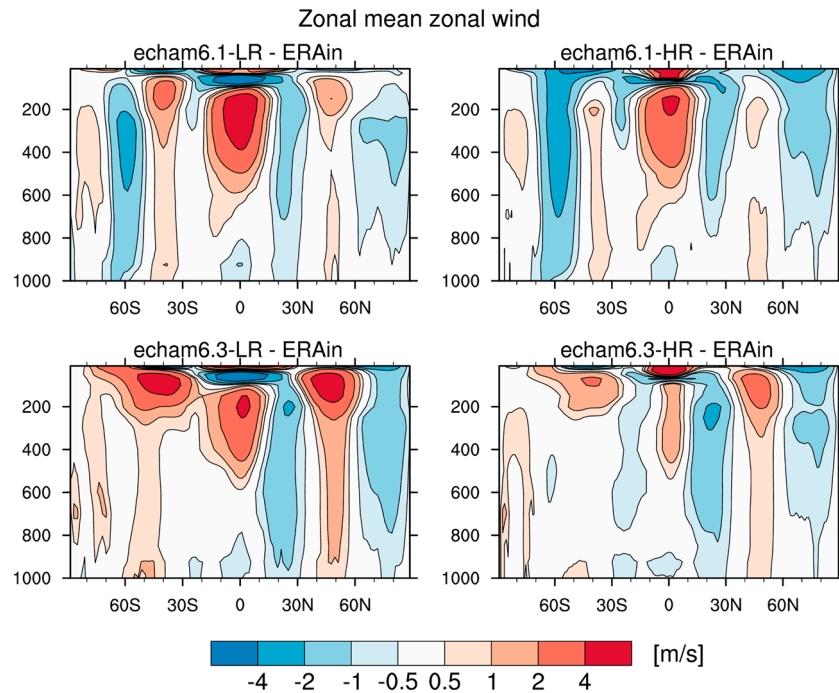 Zonal mean zonal wind
echam6.1-LR - ERAin
echam6.1-HR - ERAin
200
400
600
800
1000
60S 30S 0 30N 60N
200
400
600
800
1000
60S 30S 0 30N 60N
echam6.3-LR - ERAin
echam6.3-HR - ERAin
200
400
600
800
1000
60S 30S 0 30N 60N
200
400
600
800
1000
60S 30S 0 30N 60N
[m/s]
-4 -2 -1 -0.5 0.5 1 2 4